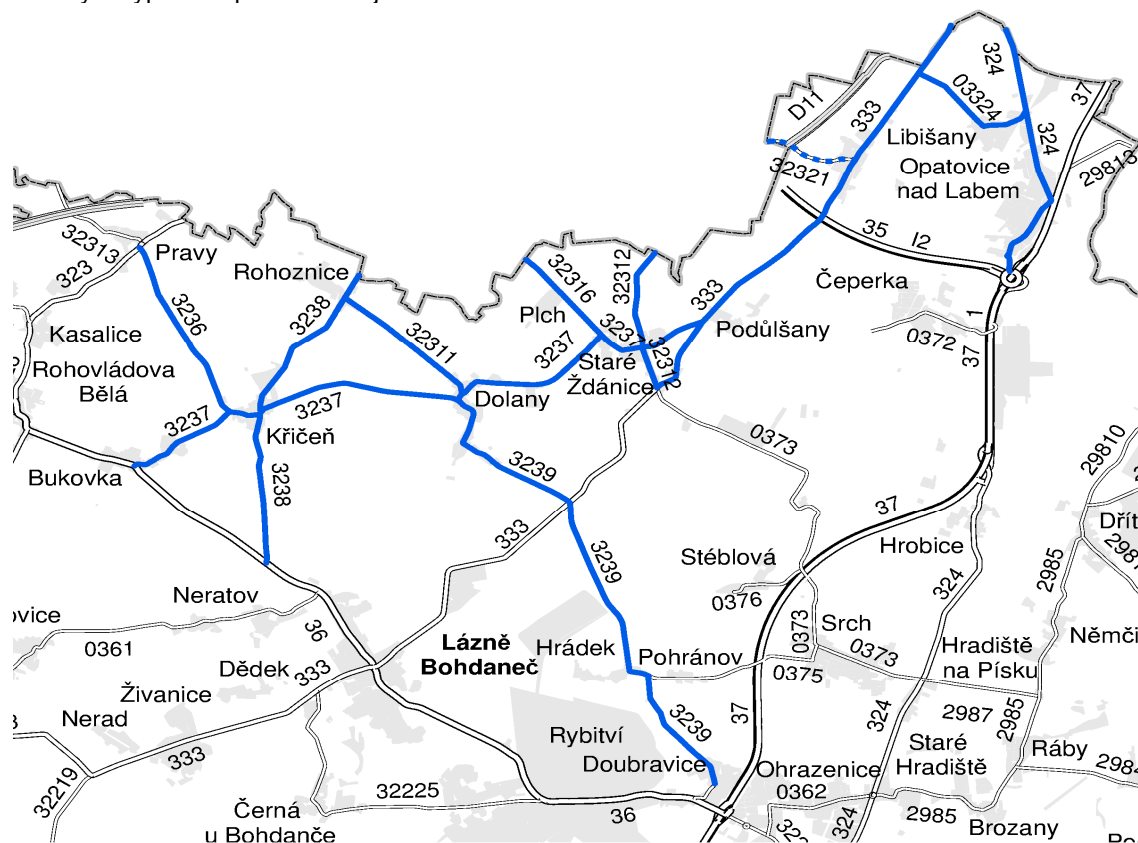 324
37
D11
03324
333
324
Libišany
32321
Opatovice
nad Labem
29813
35
I2
32313
Pravy
323
Rohoznice
32316
32312
333
Čeperka
3236
3238
Plch
1
Kasalice
32311
3237
Podůlšany
0372
37
Rohovládova
Bělá
3237
Staré
Ždánice
32312
3237
3237
Dolany
Křičeň
0373
29810
Bukovka
3238
3239
37
333
Stéblová
Hrobice
2985
Neratov
3239
0376
324
0361
36
0373
Srch
Lázně
Bohdaneč
Hrádek
Pohránov
0373
Hradiště
na Písku
Dědek
333
0375
Živanice
Nerad
3239
37
324
2987
2985
333
Rybitví
Doubravice
Staré
Hradiště
Ráby
32219
Ohrazenice
0362
32225
Černá
u Bohdanče
36
324
2985
Brozany